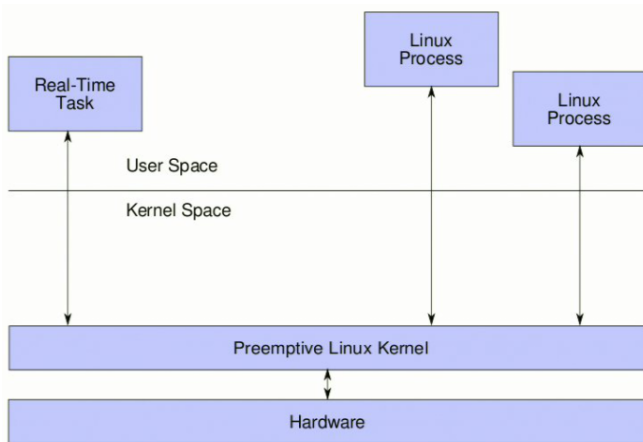 Real-Time
Task
Linux
Process
Linux
Process
User Space
Kernel Space
Preemptive Linux Kernel
Hardware